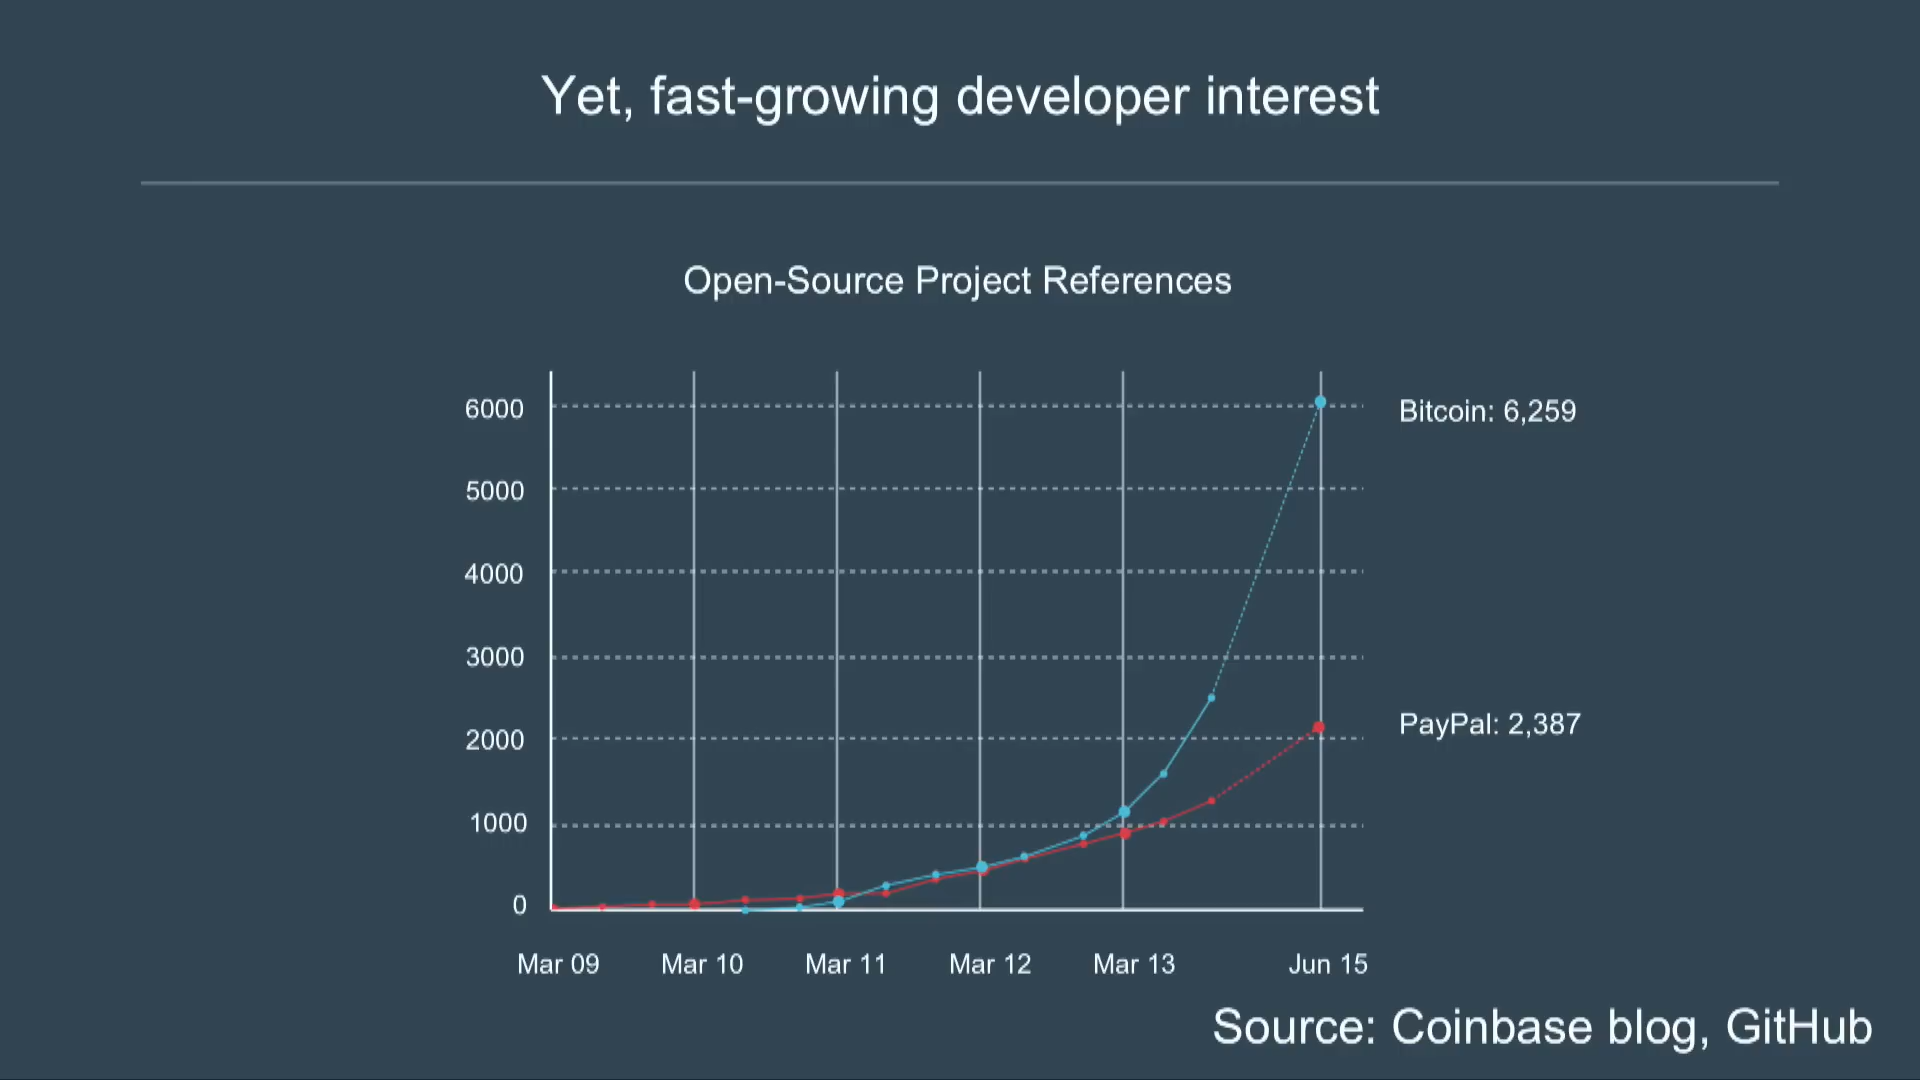 Yet, fast-growing developer interest
Open-Source Project References
6000
5000
4000
3000
2000
1000
0
Bitcoin: 6,259
PayPal: 2,387
Mar 09 Mar 10 Mar 11 Mar 12 Mar 13 Jun 15
Source: Coinbase blog, GitHub